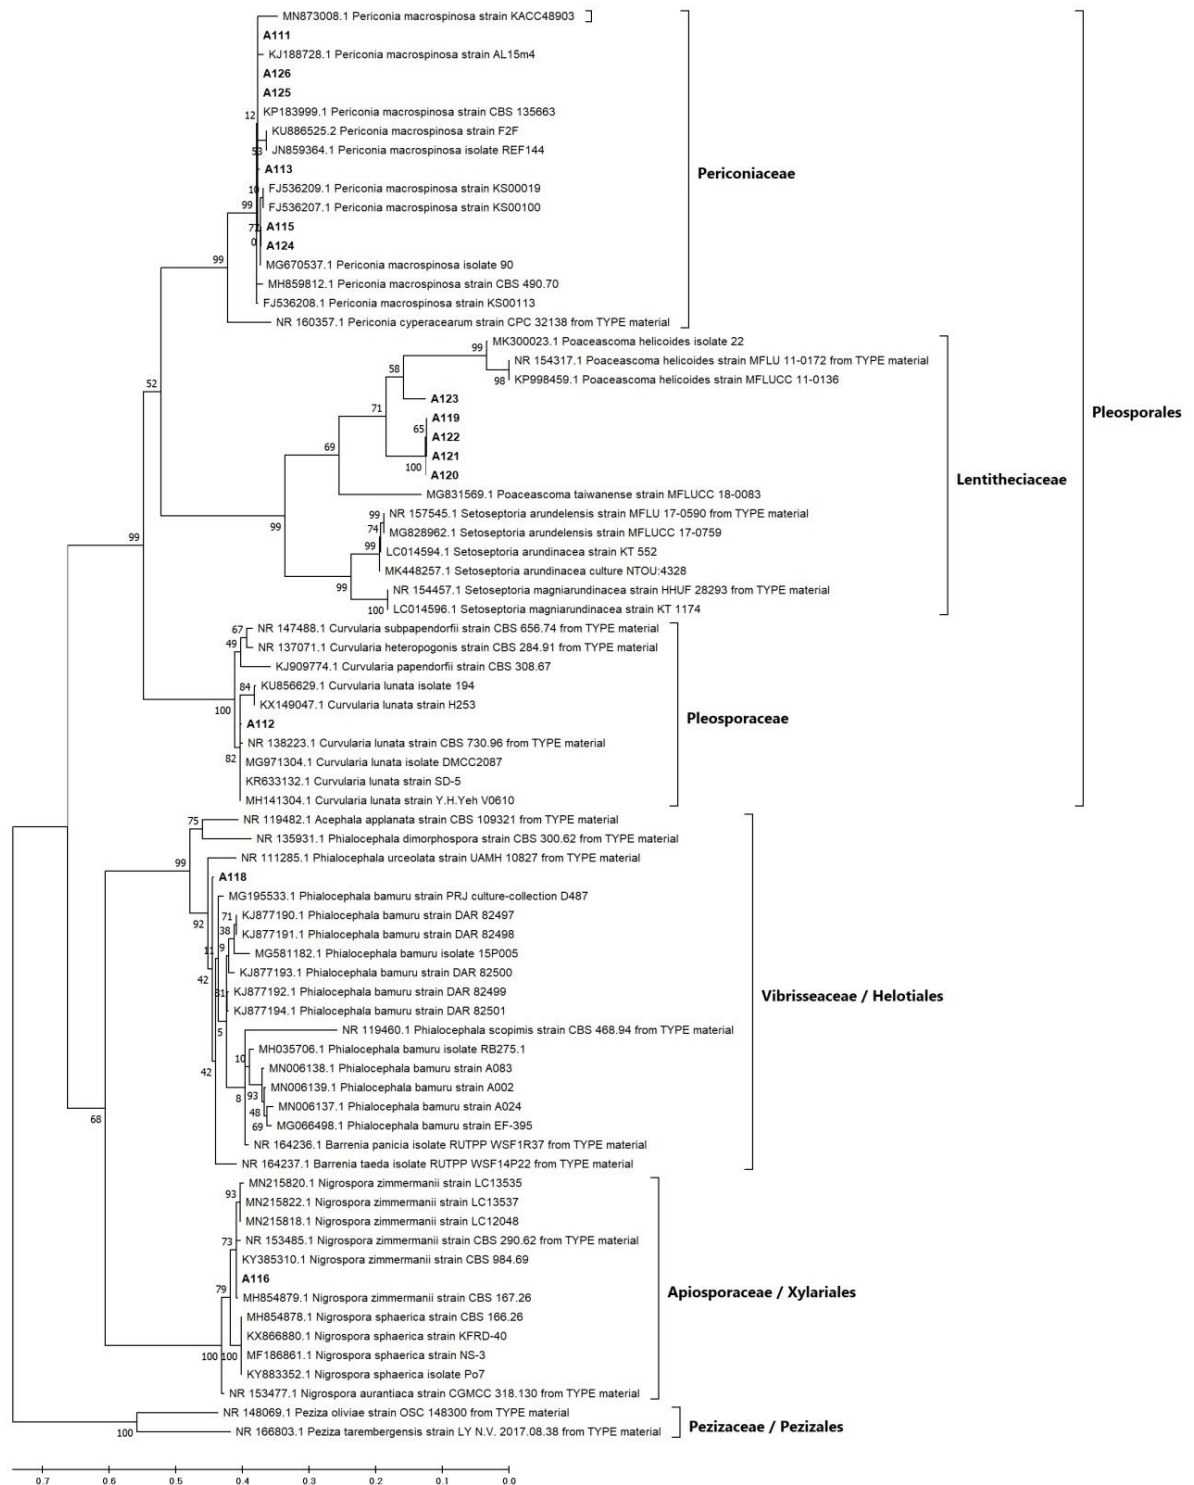 MN873008.1 Periconia macrospinosa strain KACC48903
A111
KJ188728.1 Periconia macrospinosa strain AL15m4
A126
A125
12
KP183999.1 Periconia macrospinosa strain CBS 135663
KU886525.2 Periconia macrospinosa strain F2F
JN859364.1 Periconia macrospinosa isolate REF144
A113
Periconiaceae
FJ536209.1 Periconia macrospinosa strain KS00019
99
FJ536207.1 Periconia macrospinosa strain KS00100
A115
0
A124
99
MG670537.1 Periconia macrospinosa isolate 90
MH859812.1 Periconia macrospinosa strain CBS 490.70
FJ536208.1 Periconia macrospinosa strain KS00113
NR 160357.1 Periconia cyperacearum strain CPC 32138 from TYPE material
MK300023.1 Poaceascoma helicoides isolate 22
99
NR 154317.1 Poaceascoma helicoides strain MFLU 11-0172 from TYPE material
58
98
KP998459.1 Poaceascoma helicoides strain MFLUCC 11-0136
52
A123
71
Pleosporales
A119
65
A122
69
A121
100
A120
Lentitheciaceae
MG831569.1 Poaceascoma taiwanense strain MFLUCC 18-0083
99
NR 157545.1 Setoseptoria arundelensis strain MFLU 17-0590 from TYPE material
99
74
MG828962.1 Setoseptoria arundelensis strain MFLUCC 17-0759
99
99
LC014594.1 Setoseptoria arundinacea strain KT 552
MK448257.1 Setoseptoria arundinacea culture NTOU:4328
99
NR 154457.1 Setoseptoria magniarundinacea strain HHUF 28293 from TYPE material
100
LC014596.1 Setoseptoria magniarundinacea strain KT 1174
67
NR 147488.1 Curvularia subpapendorfii strain CBS 656.74 from TYPE material
49
NR 137071.1 Curvularia heteropogonis strain CBS 284.91 from TYPE material
KJ909774.1 Curvularia papendorfii strain CBS 308.67
84
KU856629.1 Curvularia lunata isolate 194
KX149047.1 Curvularia lunata strain H253
100
A112
Pleosporaceae
NR 138223.1 Curvularia lunata strain CBS 730.96 from TYPE material
82
MG971304.1 Curvularia lunata isolate DMCC2087
KR633132.1 Curvularia lunata strain SD-5
MH141304.1 Curvularia lunata strain Y.H.Yeh V0610
75
NR 119482.1 Acephala applanata strain CBS 109321 from TYPE material
NR 135931.1 Phialocephala dimorphospora strain CBS 300.62 from TYPE material
99
NR 111285.1 Phialocephala urceolata strain UAMH 10827 from TYPE material
A118
MG195533.1 Phialocephala bamuru strain PRJ culture-collection D487
92
71
KJ877190.1 Phialocephala bamuru strain DAR 82497
38
KJ877191.1 Phialocephala bamuru strain DAR 82498
9
MG581182.1 Phialocephala bamuru isolate 15P005
42
KJ877193.1 Phialocephala bamuru strain DAR 82500
KJ877192.1 Phialocephala bamuru strain DAR 82499
Vibrisseaceae / Helotiales
KJ877194.1 Phialocephala bamuru strain DAR 82501
5
NR 119460.1 Phialocephala scopimis strain CBS 468.94 from TYPE material
10
MH035706.1 Phialocephala bamuru isolate RB275.1
42
MN006138.1 Phialocephala bamuru strain A083
8
93
MN006139.1 Phialocephala bamuru strain A002
48
MN006137.1 Phialocephala bamuru strain A024
68
69
MG066498.1 Phialocephala bamuru strain EF-395
NR 164236.1 Barrenia panicia isolate RUTPP WSF1R37 from TYPE material
NR 164237.1 Barrenia taeda isolate RUTPP WSF14P22 from TYPE material
93
MN215820.1 Nigrospora zimmermanii strain LC13535
MN215822.1 Nigrospora zimmermanii strain LC13537
MN215818.1 Nigrospora zimmermanii strain LC12048
73
NR 153485.1 Nigrospora zimmermanii strain CBS 290.62 from TYPE material
KY385310.1 Nigrospora zimmermanii strain CBS 984.69
79
A116
Apiosporaceae / Xylariales
MH854879.1 Nigrospora zimmermanii strain CBS 167.26
MH854878.1 Nigrospora sphaerica strain CBS 166.26
KX866880.1 Nigrospora sphaerica strain KFRD-40
100 100
MF186861.1 Nigrospora sphaerica strain NS-3
KY883352.1 Nigrospora sphaerica isolate Po7
NR 153477.1 Nigrospora aurantiaca strain CGMCC 318.130 from TYPE material
NR 148069.1 Peziza oliviae strain OSC 148300 from TYPE material
Pezizaceae / Pezizales
100
NR 166803.1 Peziza tarembergensis strain LY N.V. 2017.08.38 from TYPE material
0.7 0.6 0.5 0.4 0.3 0.2 0.1 0.0